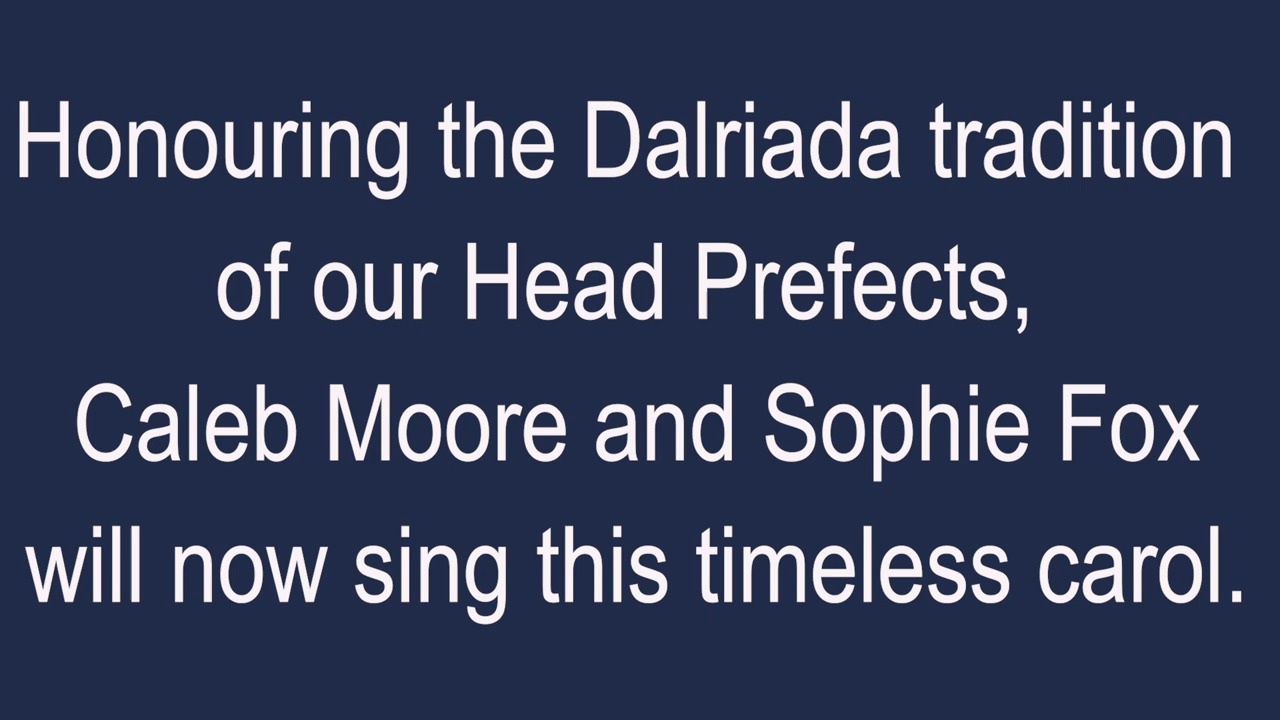 Honouring the Dalriada tradition
of our Head Prefects,
Caleb Moore and Sophie Fox
will now sing this timeless carol.